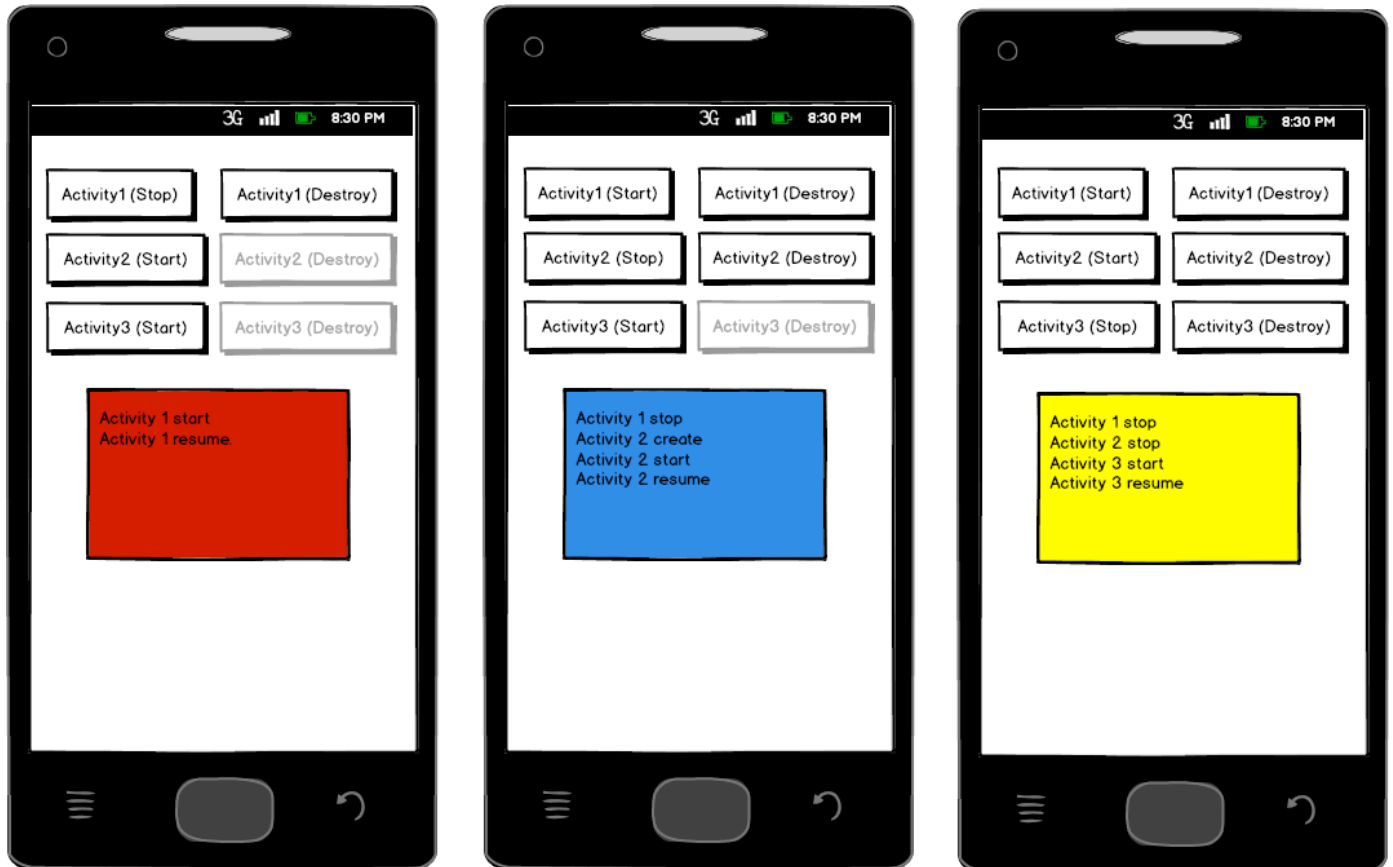 3G 8:30 PM
Activity1 (Stop) Activity1 (Destroy)
Activity2 (Start) Activity2 (Destroy)
Activity3 (Start) Activity3 (Destroy)
Activity 1 start
Activity 1 resume.
3G 8:30 PM
Activity1 (Start) Activity1 (Destroy)
Activity2 (Stop) Activity2 (Destroy)
Activity3 (Start) Activity3 (Destroy)
Activity 1 stop
Activity 2 create
Activity 2 start
Activity 2 resume
3G 8:30 PM
Activity1 (Start) Activity1 (Destroy)
Activity2 (Start) Activity2 (Destroy)
Activity3 (Stop) Activity3 (Destroy)
Activity 1 stop
Activity 2 stop
Activity 3 start
Activity 3 resume